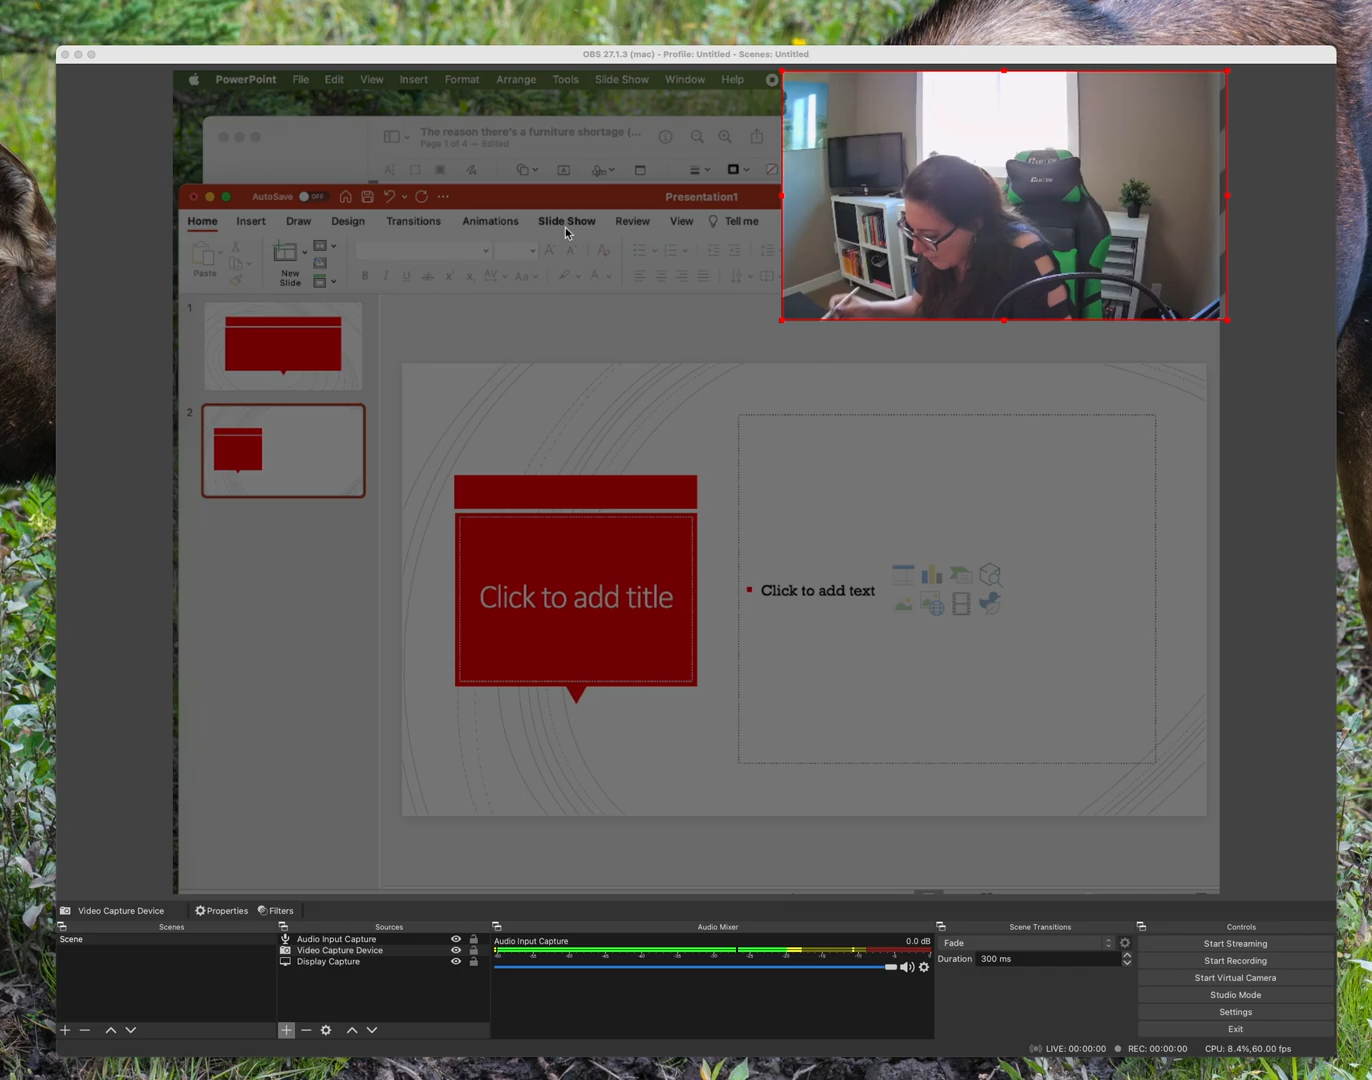 OBS 27.1.3 (mac) - Profile: Untitled - Scenes: Untitled
PowerPoint File Edit View Insert Format Arrange Tools Slide Show Window Help
The reason there's a furniture shortage (...
Page 1 of 4 — Edited
AutoSave OFF
Presentation1
Home Insert Draw Design Transitions Animations Slide Show Review View Tell me
Paste
New
Slide
B I U ab x² x₂ AV Aa A
1
2
Click to add title
Click to add text
Video Capture Device Properties Filters
Scenes Sources Audio Mixer Scene Transitions Controls
Scene
Audio Input Capture
Video Capture Device
Display Capture
Audio Input Capture 0.0 dB
Fade
Duration 300 ms
Start Streaming
Start Recording
Start Virtual Camera
Studio Mode
Settings
Exit
LIVE: 00:00:00 REC: 00:00:00 CPU: 8.4%,60.00 fps